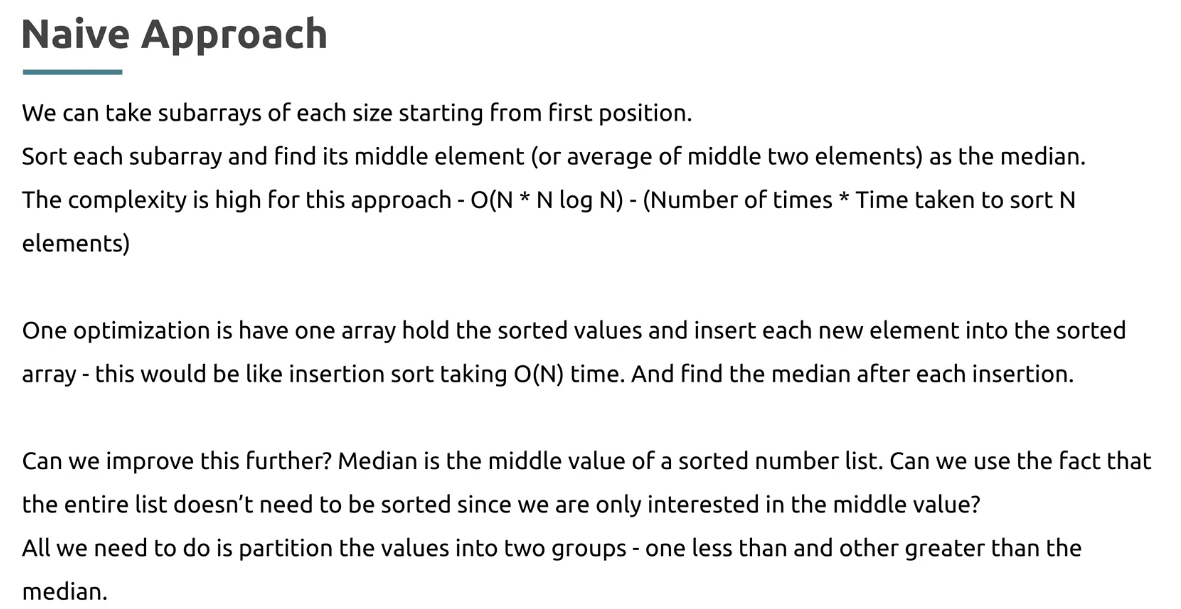 Naive Approach
We can take subarrays of each size starting from first position.
Sort each subarray and find its middle element (or average of middle two elements) as the median.
The complexity is high for this approach - O(N * N log N) - (Number of times * Time taken to sort N
elements)
One optimization is have one array hold the sorted values and insert each new element into the sorted
array - this would be like insertion sort taking O(N) time. And find the median after each insertion.
Can we improve this further? Median is the middle value of a sorted number list. Can we use the fact that
the entire list doesn’t need to be sorted since we are only interested in the middle value?
All we need to do is partition the values into two groups - one less than and other greater than the
median.